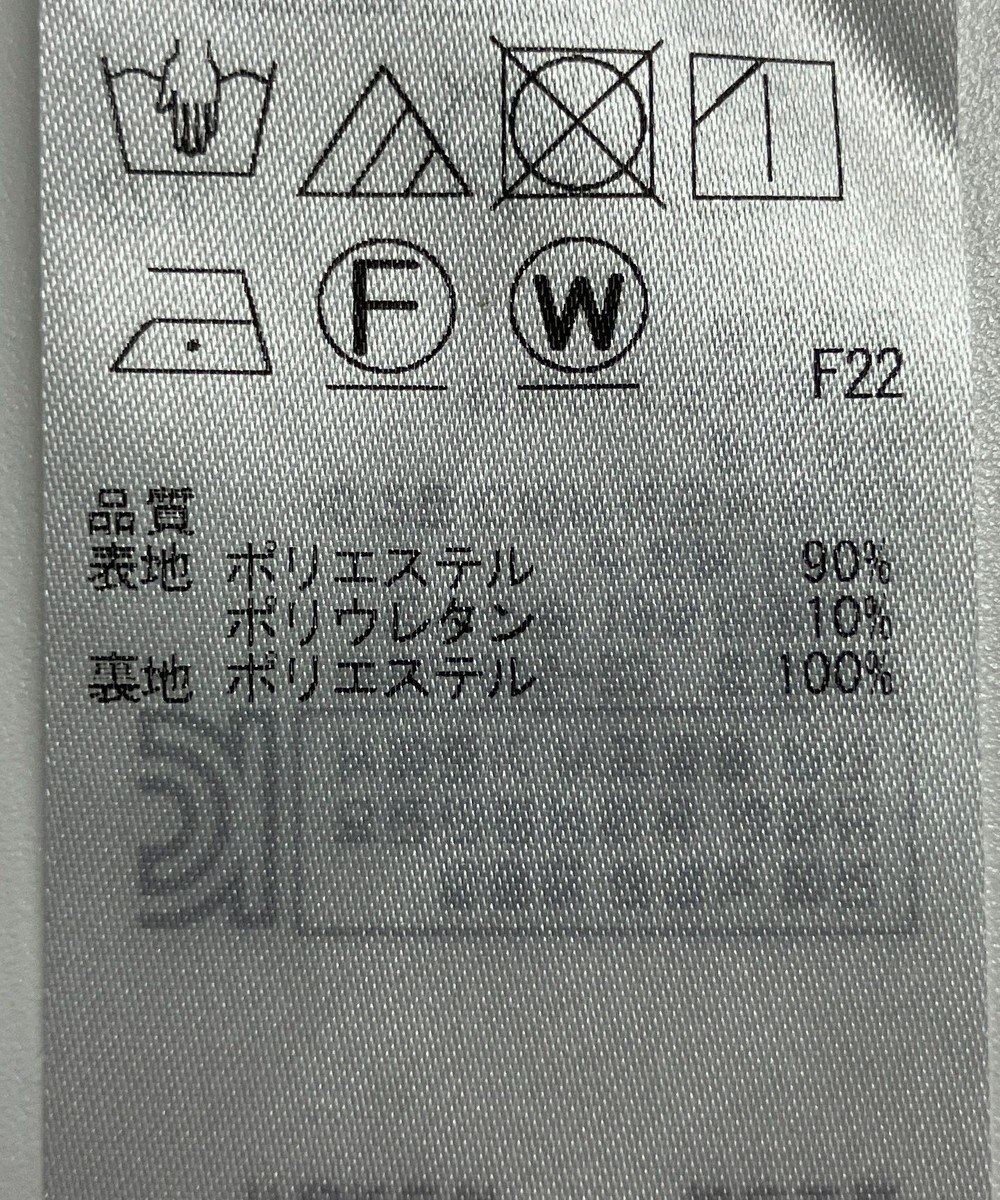 F W
F22
品質
表地 ポリエステル 90%
ポリウレタン 10%
裏地 ポリエステル 100%